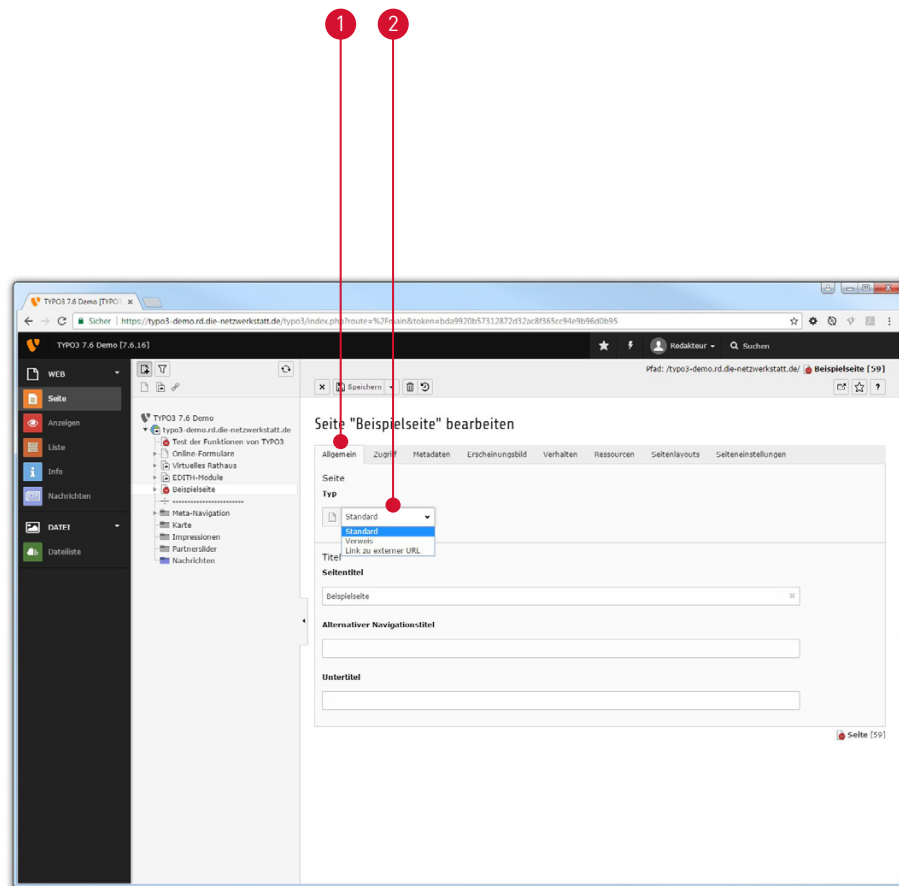 1 2
TYPO3 7.6 Demo [TYPO3
Sicher | https://typo3-demo.rd.die-netzwerkstatt.de/typo3/index.php?route=%2Fmain&token=bda9920b57312872d32ac8f365cc94e9b96d0b95
TYPO3 7.6 Demo [7.6.16]
Redakteur
Suchen
WEB
Seite
Anzeigen
Liste
Info
Nachrichten
DATEI
Dateiliste
TYPO3 7.6 Demo
typo3-demo.rd.die-netzwerkstatt.de
Test der Funktionen von TYPO3
Online-Formulare
Virtuelles Rathaus
EDITH-Module
Beispielseite
------------------------
Meta-Navigation
Karte
Impressionen
Partnerslider
Nachrichten
Pfad: /typo3-demo.rd.die-netzwerkstatt.de/ Beispielseite [59]
Speichern
Seite "Beispielseite" bearbeiten
Allgemein Zugriff Metadaten Erscheinungsbild Verhalten Ressourcen Seitenlayouts Seiteneinstellungen
Seite
Typ
Standard
Standard
Verweis
Link zu externer URL
Titel
Seitentitel
Beispielseite
Alternativer Navigationstitel
Untertitel
Seite [59]